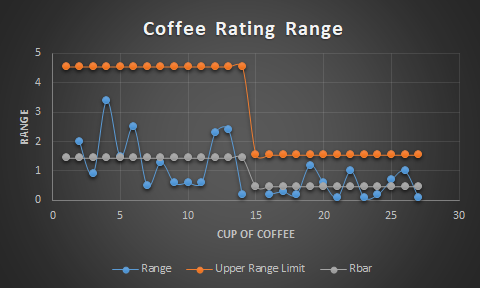 Coffee Rating Range
5
4
3
2
1
0
RANGE
0 5 10 15 20 25 30
CUP OF COFFEE
Range Upper Range Limit Rbar